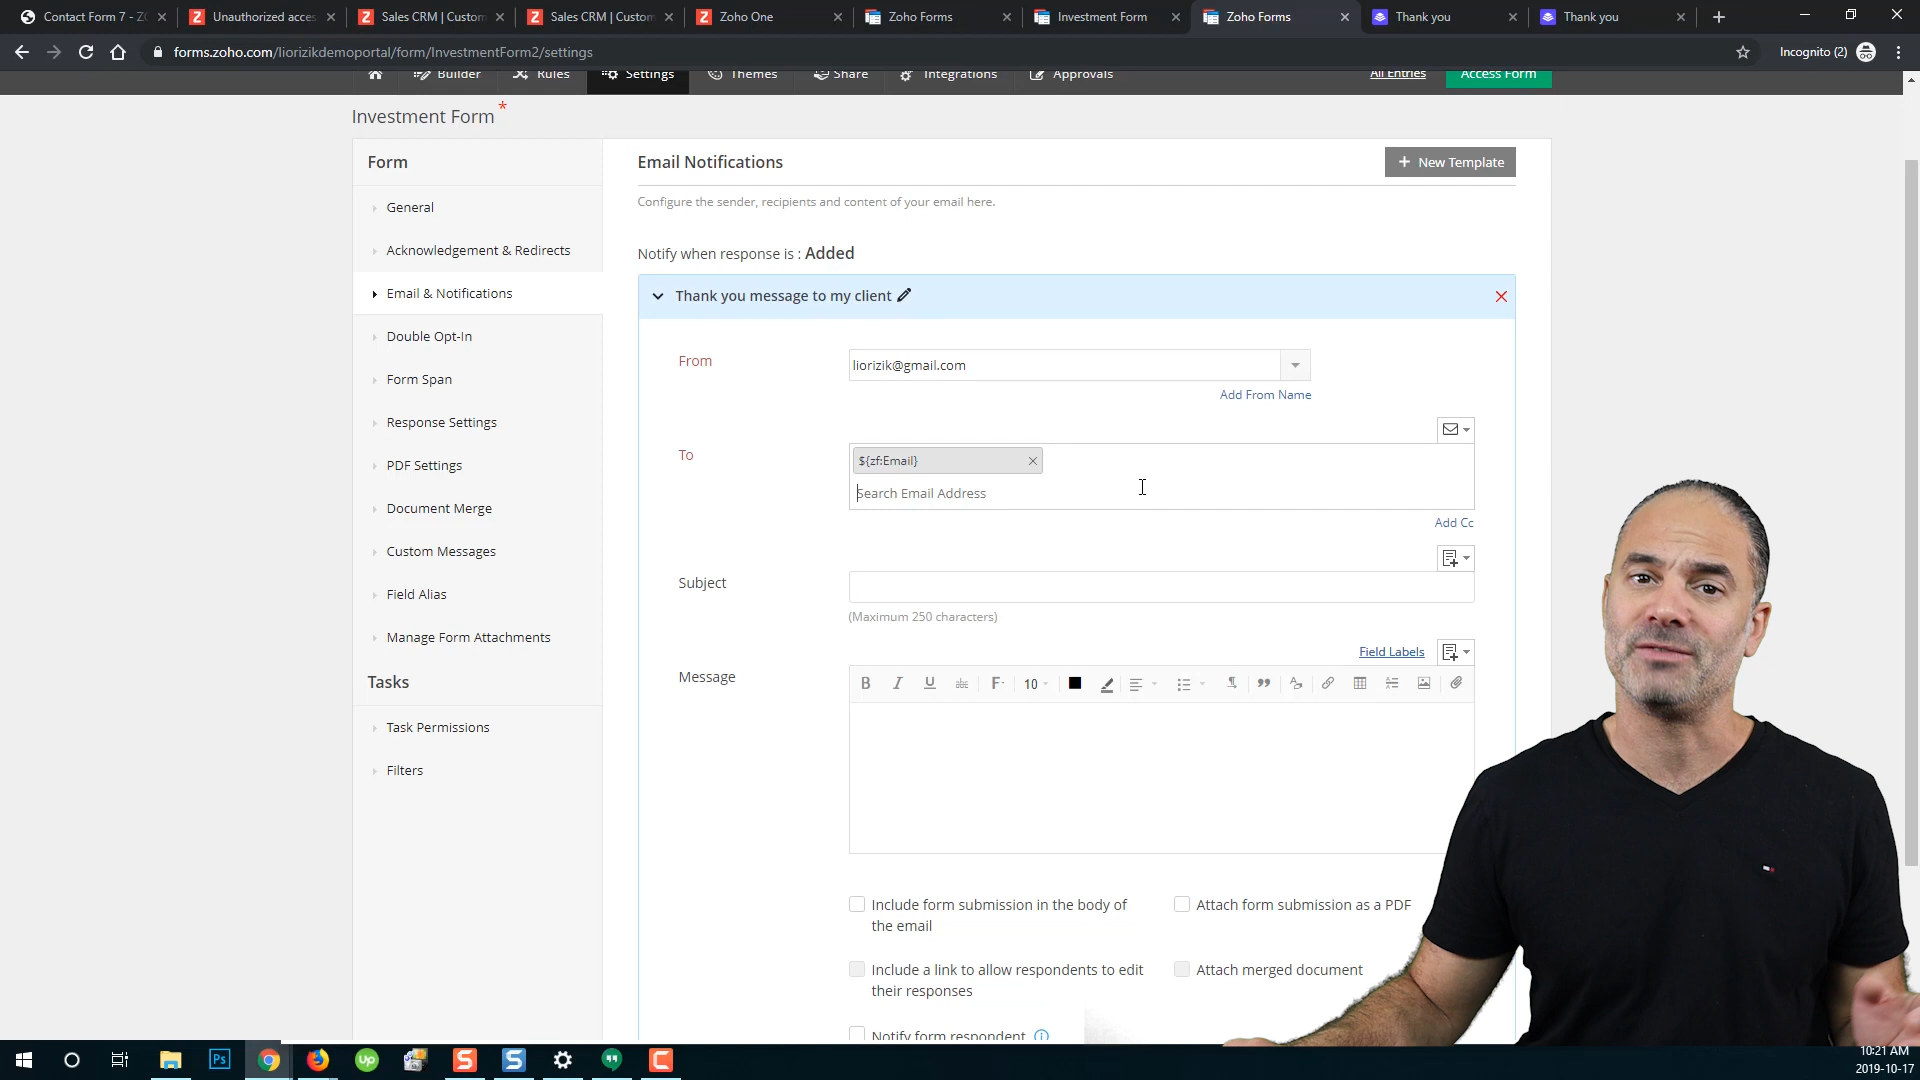 Contact Form 7 - ZO
Unauthorized acces
Sales CRM | Custom
Sales CRM | Custom
Zoho One
Zoho Forms
Investment Form
Zoho Forms
Thank you
Thank you
forms.zoho.com/liorizikdemoportal/form/InvestmentForm2/settings
Incognito (2)
Builder
Rules
Settings
Themes
Share
Integrations
Approvals
All Entries
Access Form
Investment Form *
Form
General
Acknowledgement & Redirects
Email & Notifications
Double Opt-In
Form Span
Response Settings
PDF Settings
Document Merge
Custom Messages
Field Alias
Manage Form Attachments
Tasks
Task Permissions
Filters
Email Notifications
+ New Template
Configure the sender, recipients and content of your email here.
Notify when response is : Added
Thank you message to my client
From
liorizik@gmail.com
Add From Name
To
${zf:Email}
Search Email Address
Add Cc
Subject
(Maximum 250 characters)
Field Labels
Message
B I U abc F 10
Include form submission in the body of
the email
Attach form submission as a PDF
Include a link to allow respondents to edit
their responses
Attach merged document
Notify form respondent
Ps
up
S
S
C
10:21 AM
2019-10-17